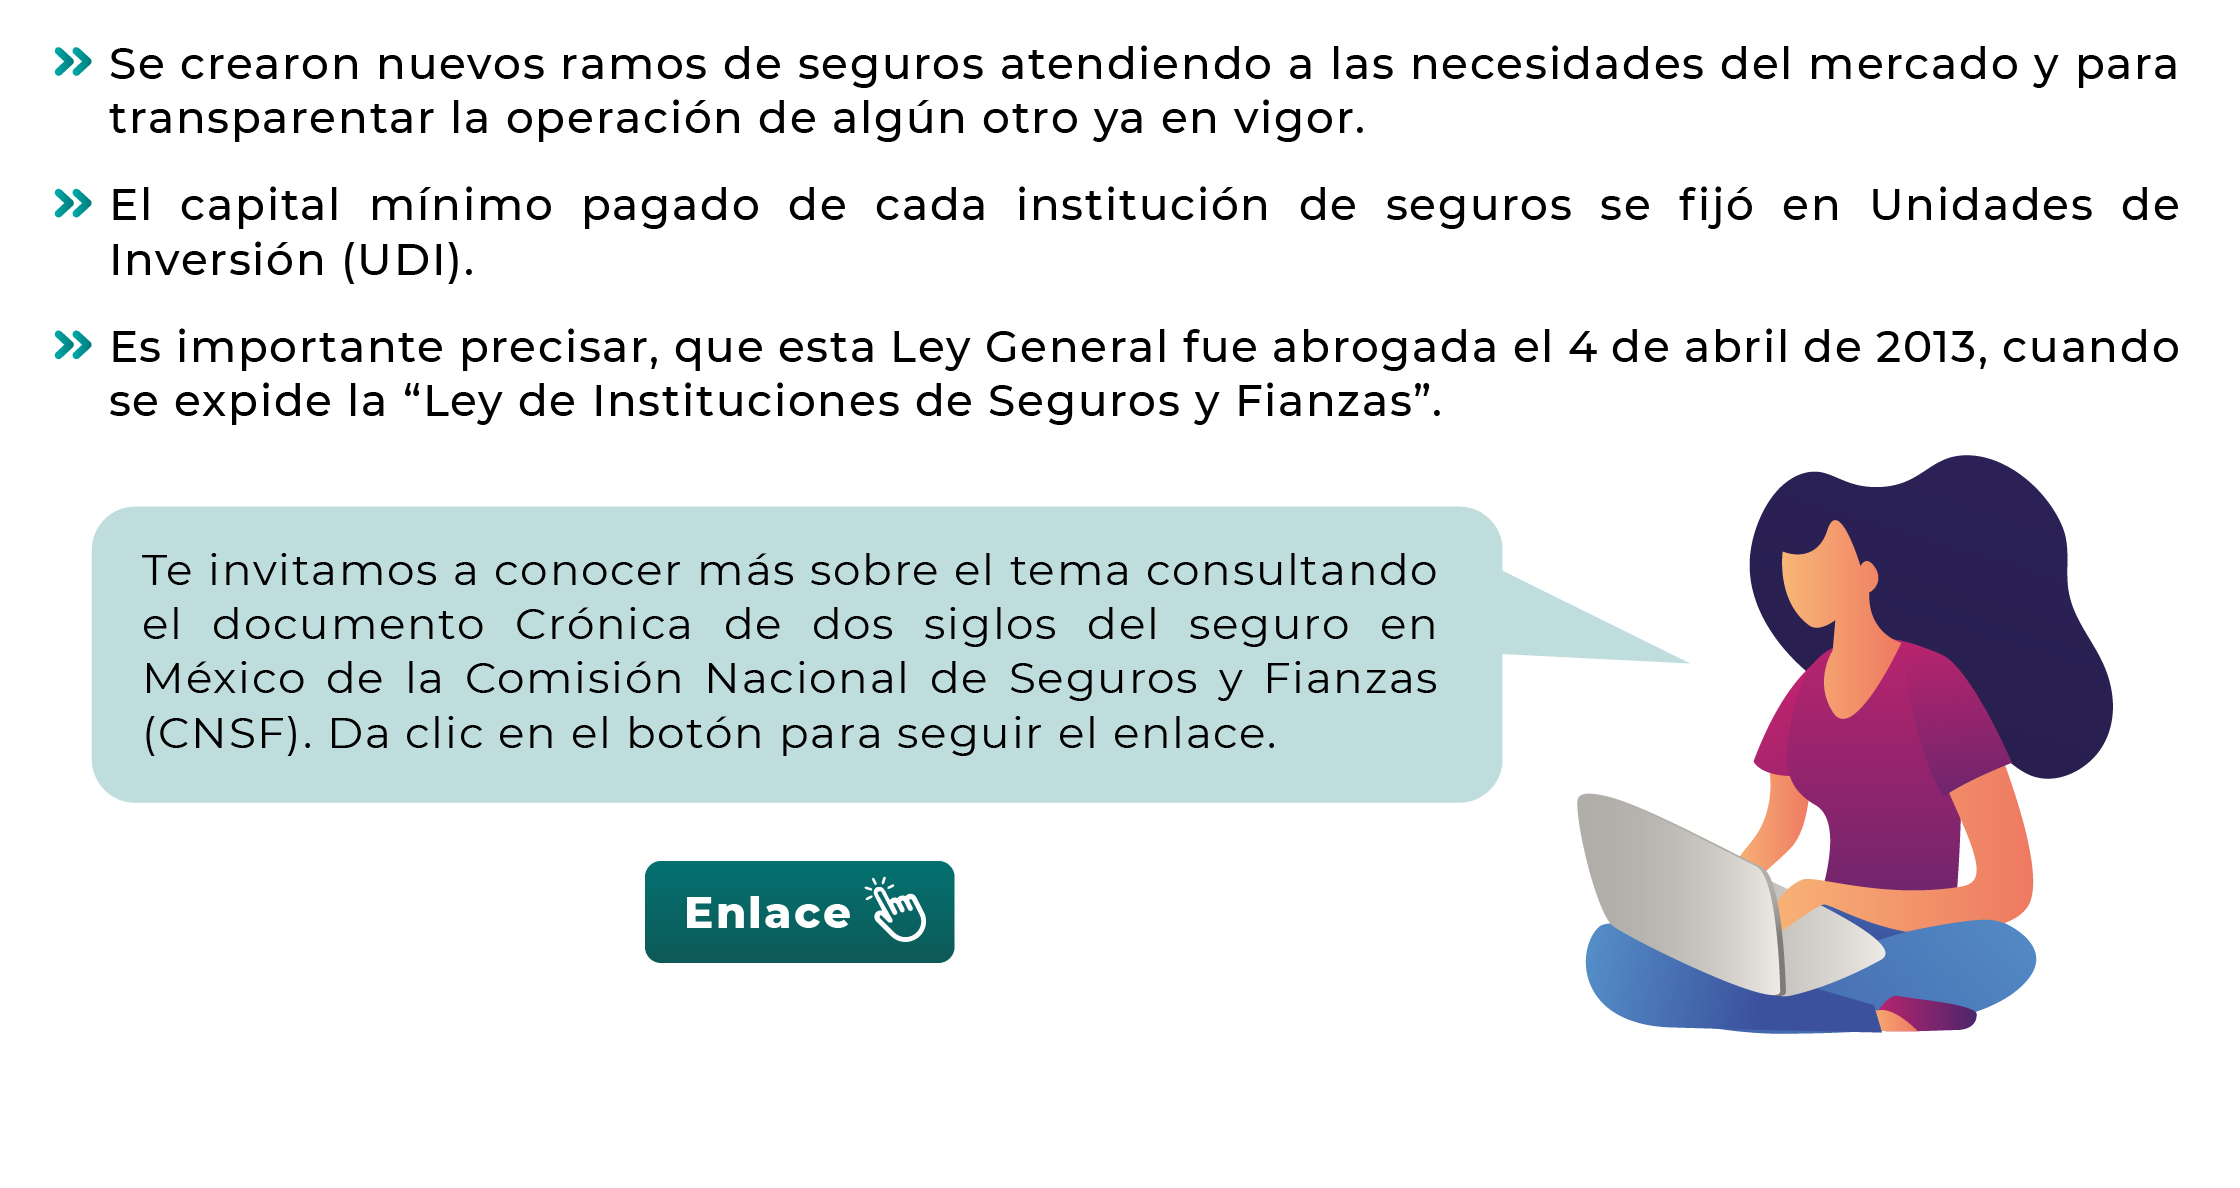 Se crearon nuevos ramos de seguros atendiendo a las necesidades del mercado y para
transparentar la operación de algún otro ya en vigor.
El capital mínimo pagado de cada institución de seguros se fijó en Unidades de
Inversión (UDI).
Es importante precisar, que esta Ley General fue abrogada el 4 de abril de 2013, cuando
se expide la “Ley de Instituciones de Seguros y Fianzas”.
Te invitamos a conocer más sobre el tema consultando
el documento Crónica de dos siglos del seguro en
México de la Comisión Nacional de Seguros y Fianzas
(CNSF). Da clic en el botón para seguir el enlace.
Enlace